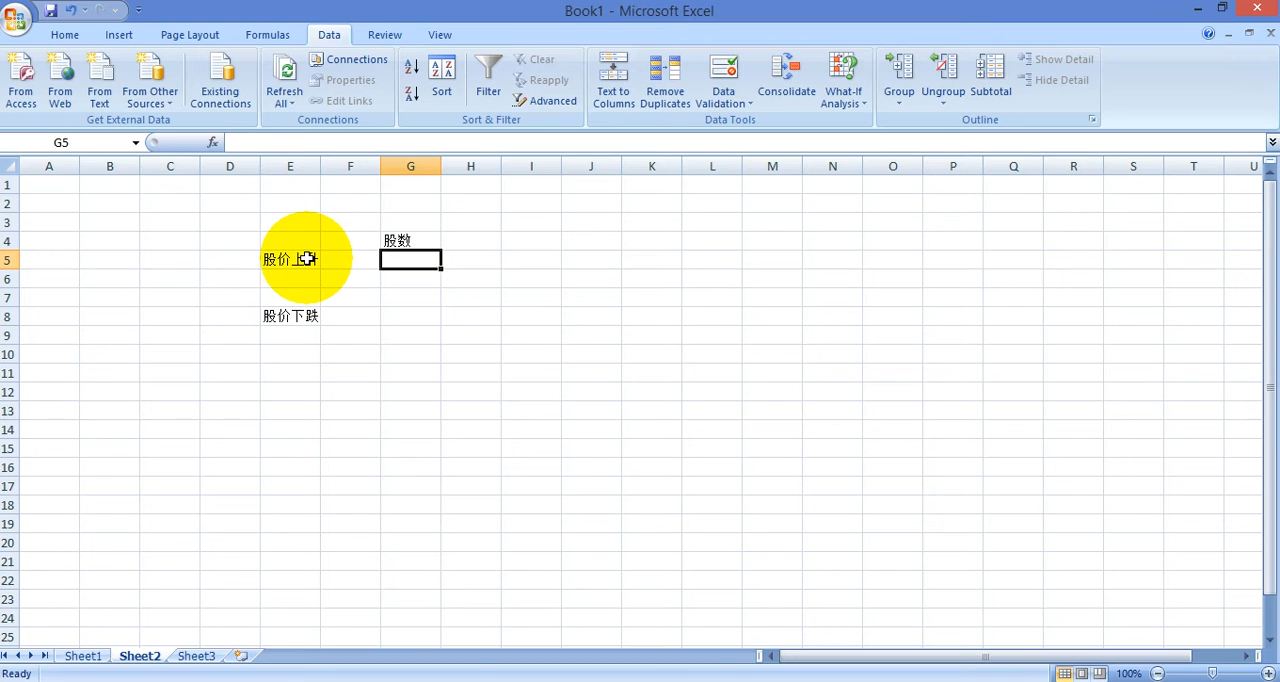 Book1 - Microsoft Excel
Home Insert Page Layout Formulas Data Review View
From Access
From Web
From Text
From Other Sources
Existing Connections
Get External Data
Refresh All
Connections
Properties
Edit Links
Connections
Sort
Filter
Clear
Reapply
Advanced
Sort & Filter
Text to Columns
Remove Duplicates
Data Validation
Consolidate
What-If Analysis
Data Tools
Group
Ungroup
Subtotal
Show Detail
Hide Detail
Outline
G5 fx
A B C D E F G H I J K L M N O P Q R S T U
1
2
3
4 股数
5 股价上
6
7
8 股价下跌
9
10
11
12
13
14
15
16
17
18
19
20
21
22
23
24
25
Sheet1 Sheet2 Sheet3
Ready 100%